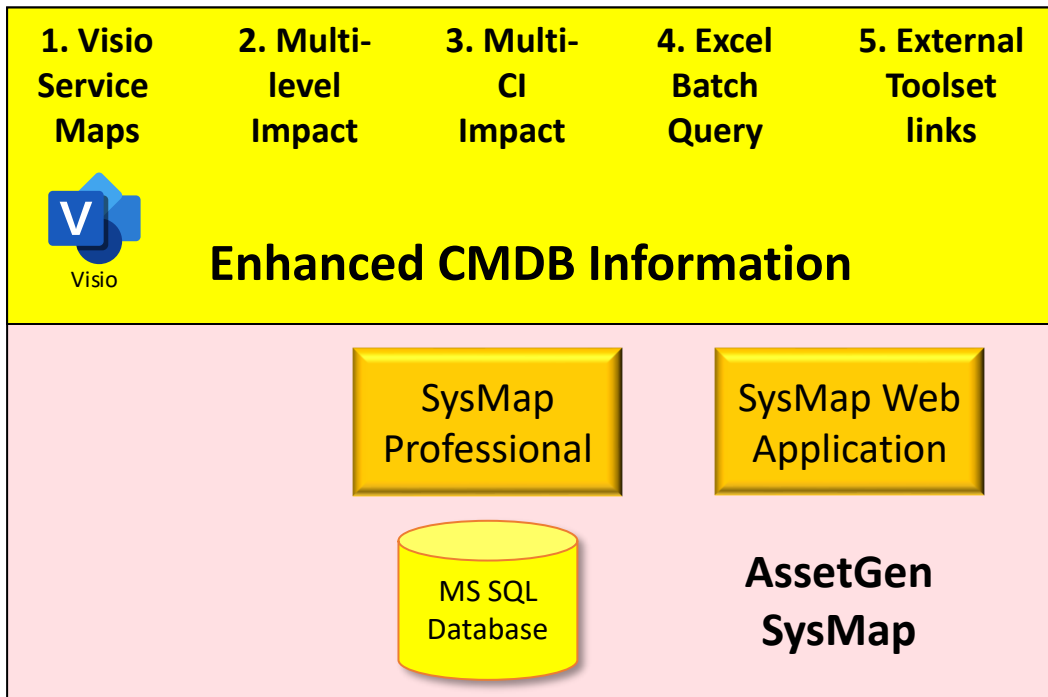 1. Visio
Service
Maps
2. Multi-
level
Impact
3. Multi-
CI
Impact
4. Excel
Batch
Query
5. External
Toolset
links
V
Visio
Enhanced CMDB Information
SysMap
Professional
SysMap Web
Application
MS SQL
Database
AssetGen
SysMap